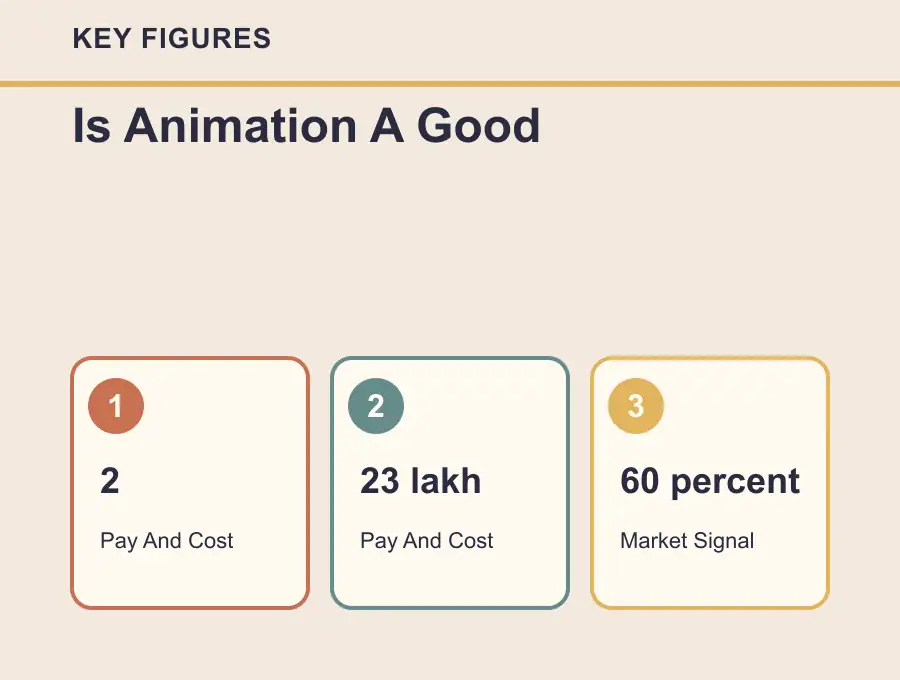 KEY FIGURES
Is Animation A Good
1
2
Pay And Cost
2
23 lakh
Pay And Cost
3
60 percent
Market Signal